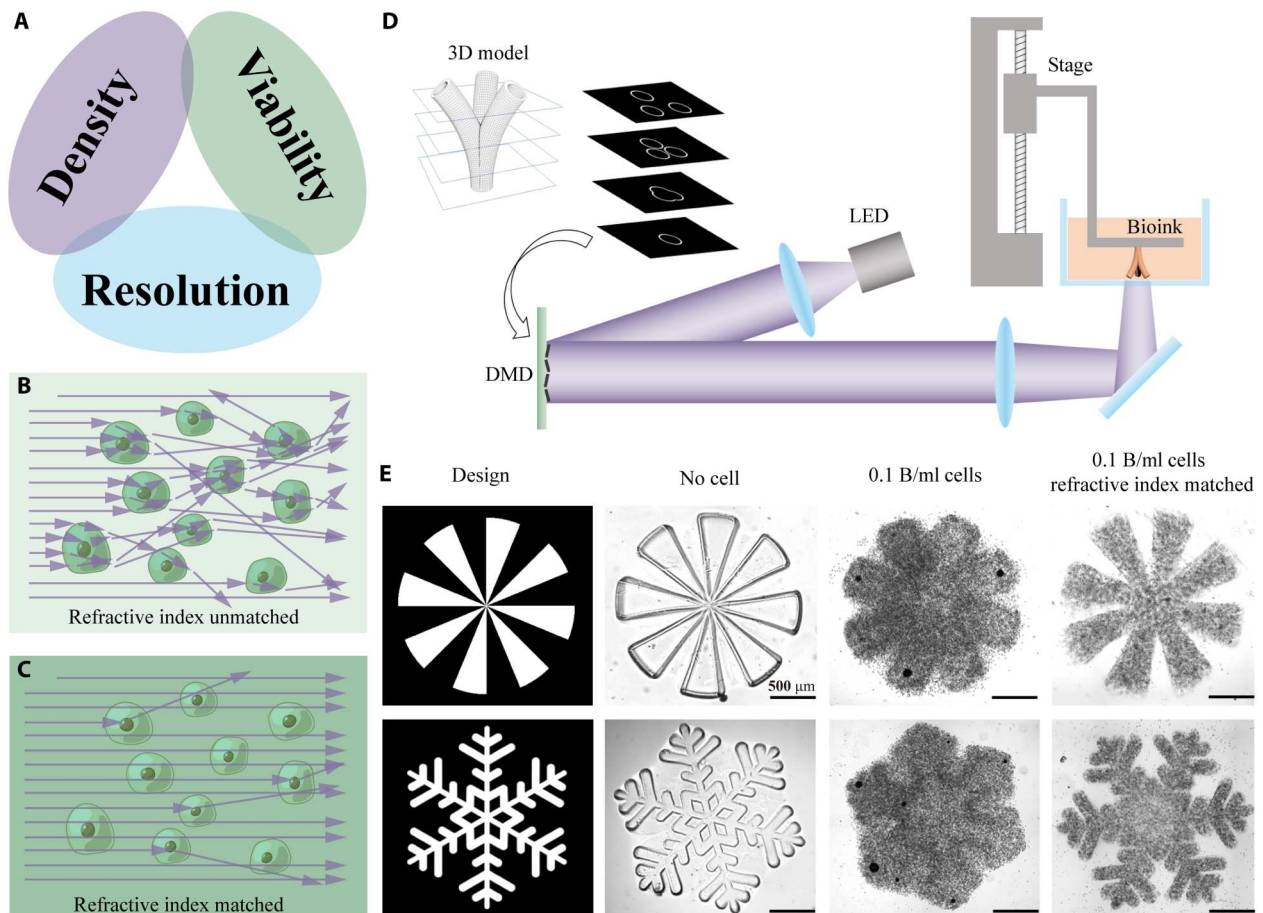 A
Density
Viability
Resolution
B
Refractive index unmatched
C
Refractive index matched
D
3D model
LED
DMD
Stage
Bioink
E
Design
No cell
0.1 B/ml cells
0.1 B/ml cells
refractive index matched
500 μm